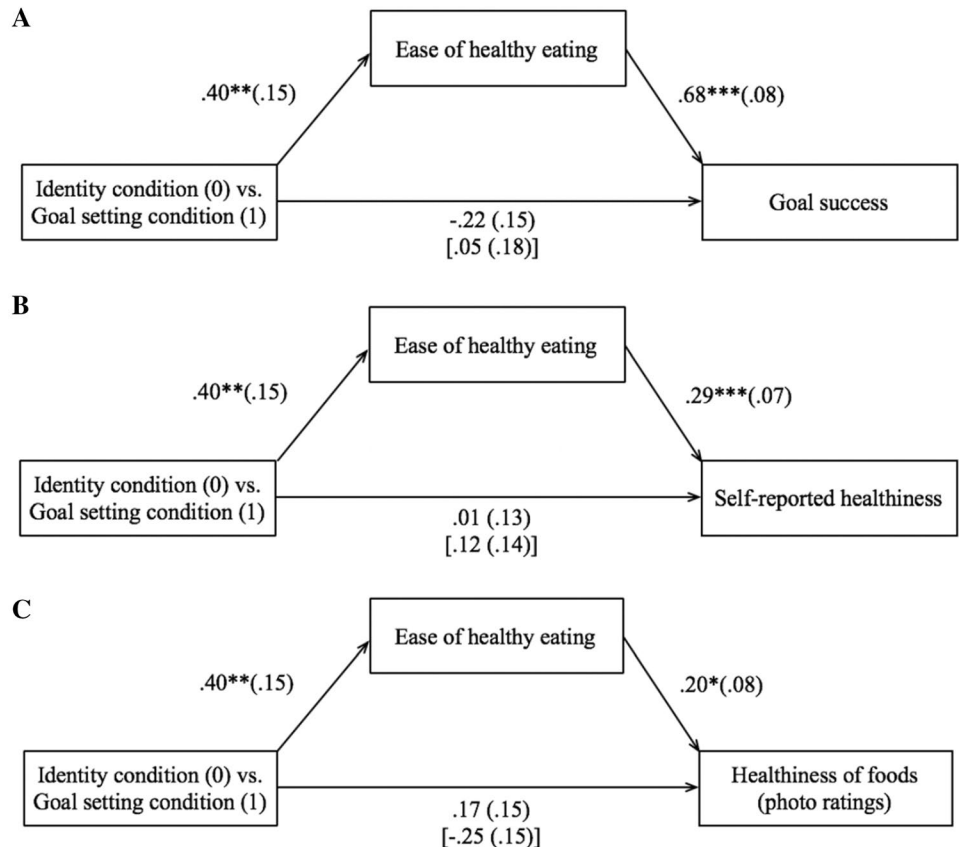 A
Ease of healthy eating
.40**(.15)
.68***(.08)
Identity condition (0) vs.
Goal setting condition (1)
Goal success
-.22 (.15)
[.05 (.18)]
B
Ease of healthy eating
.40**(.15)
.29***(.07)
Identity condition (0) vs.
Goal setting condition (1)
Self-reported healthiness
.01 (.13)
[.12 (.14)]
C
Ease of healthy eating
.40**(.15)
.20*(.08)
Identity condition (0) vs.
Goal setting condition (1)
Healthiness of foods
(photo ratings)
.17 (.15)
[-.25 (.15)]